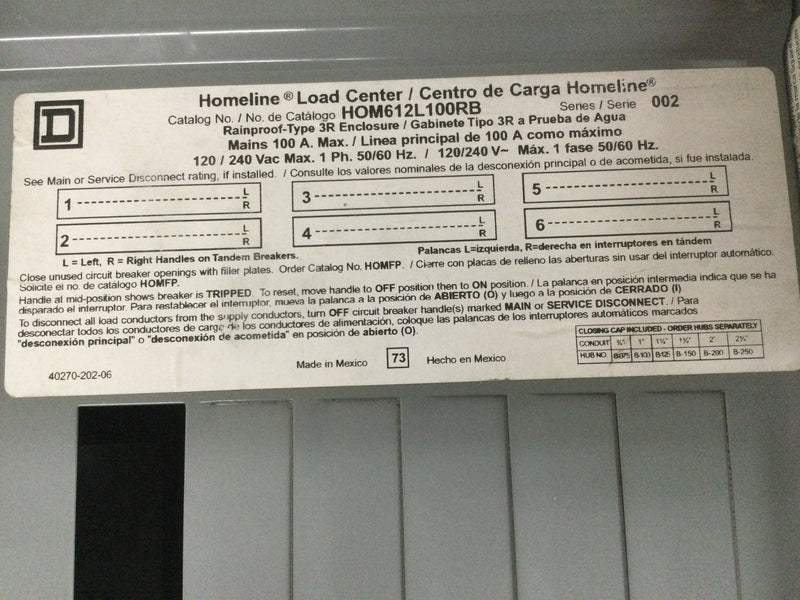 D
Homeline® Load Center / Centro de Carga Homeline®
Catalog No. / No. de Catálogo HOM612L100RB Series / Serie 002
Rainproof-Type 3R Enclosure / Gabinete Tipo 3R a Prueba de Agua
Mains 100 A. Max. / Linea principal de 100 A como máximo
120 / 240 Vac Max. 1 Ph. 50/60 Hz. / 120/240 V~ Máx. 1 fase 50/60 Hz.
See Main or Service Disconnect rating, if installed. / Consulte los valores nominales de la desconexión principal o de acometida, si fue instalada.
1 L R
3 L R
5 L R
2 L R
4 L R
6 L R
L = Left, R = Right Handles on Tandem Breakers. Palancas L=izquierda, R=derecha en interruptores en tándem
Close unused circuit breaker openings with filler plates. Order Catalog No. HOMFP. / Cierre con placas de relleno las aberturas sin usar del interruptor automático.
Solicite el no. de catálogo HOMFP.
Handle at mid-position shows breaker is TRIPPED. To reset, move handle to OFF position then to ON position. / La palanca en posición intermedia indica que se ha
disparado el interruptor. Para restablecer el interruptor, mueva la palanca a la posición de ABIERTO (O) y luego a la posición de CERRADO (I)
To disconnect all load conductors from the supply conductors, turn OFF circuit breaker handle(s) marked MAIN or SERVICE DISCONNECT. / Para
desconectar todos los conductores de carga de los conductores de alimentación, coloque las palancas de los interruptores automáticos marcados
"desconexión principal" o "desconexión de acometida" en posición de abierto (O).
CLOSING CAP INCLUDED - ORDER HUBS SEPARATELY
CONDUIT ¾" 1" 1¼" 1½" 2" 2½"
HUB NO. B-075 B-100 B-125 B-150 B-200 B-250
Made in Mexico 73 Hecho en Mexico
40270-202-06